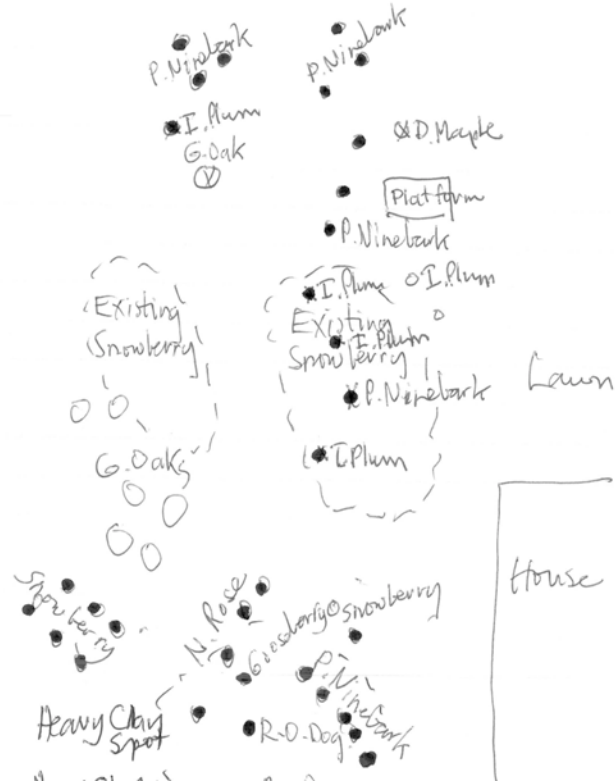 P. Ninebark
P. Ninebark
I. Plum
G. Oak
D. Maple
Platform
P. Ninebark
I. Plum
I. Plum
Existing
Snowberry
Existing
I. Plum
Snowberry
P. Ninebark
Lawn
I. Plum
G. Oaks
House
Snowberry
N. Rose
Gooseberry
Snowberry
P. Ninebark
Heavy Clay
Spot
R-O-Dog